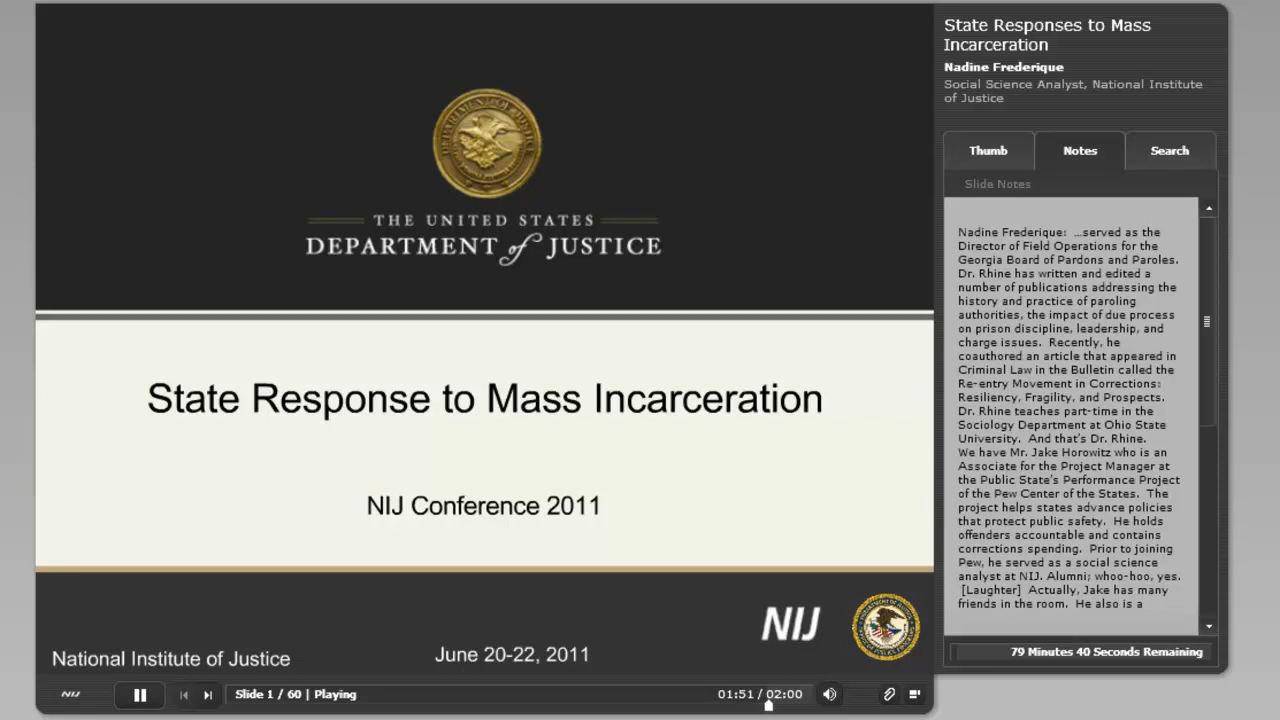 THE UNITED STATES
DEPARTMENT of JUSTICE
State Response to Mass Incarceration
NIJ Conference 2011
NIJ
National Institute of Justice
June 20-22, 2011
NIJ
Slide 1 / 60 | Playing
01:51 / 02:00
State Responses to Mass
Incarceration
Nadine Frederique
Social Science Analyst, National Institute
of Justice
Thumb
Notes
Search
Slide Notes
Nadine Frederique: ...served as the
Director of Field Operations for the
Georgia Board of Pardons and Paroles.
Dr. Rhine has written and edited a
number of publications addressing the
history and practice of paroling
authorities, the impact of due process
on prison discipline, leadership, and
charge issues. Recently, he
coauthored an article that appeared in
Criminal Law in the Bulletin called the
Re-entry Movement in Corrections:
Resiliency, Fragility, and Prospects.
Dr. Rhine teaches part-time in the
Sociology Department at Ohio State
University. And that's Dr. Rhine.
We have Mr. Jake Horowitz who is an
Associate for the Project Manager at
the Public State's Performance Project
of the Pew Center of the States. The
project helps states advance policies
that protect public safety. He holds
offenders accountable and contains
corrections spending. Prior to joining
Pew, he served as a social science
analyst at NIJ. Alumni; whoo-hoo, yes.
[Laughter] Actually, Jake has many
friends in the room. He also is a
79 Minutes 40 Seconds Remaining